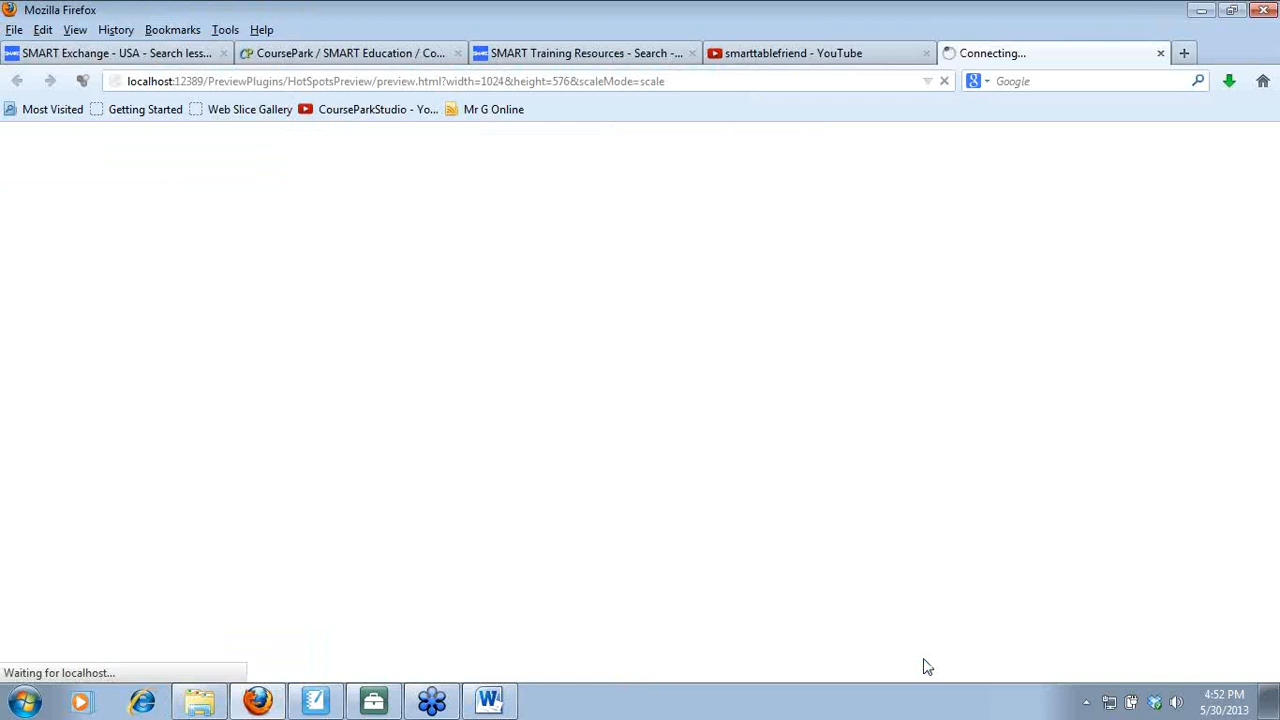 Mozilla Firefox
File Edit View History Bookmarks Tools Help
SMART Exchange - USA - Search less... CoursePark / SMART Education / Co... SMART Training Resources - Search -... smarttablefriend - YouTube Connecting...
localhost:12389/PreviewPlugins/HotSpotsPreview/preview.html?width=1024&height=576&scaleMode=scale Google
Most Visited Getting Started Web Slice Gallery CourseParkStudio - Yo... Mr G Online
Waiting for localhost...
4:52 PM
5/30/2013